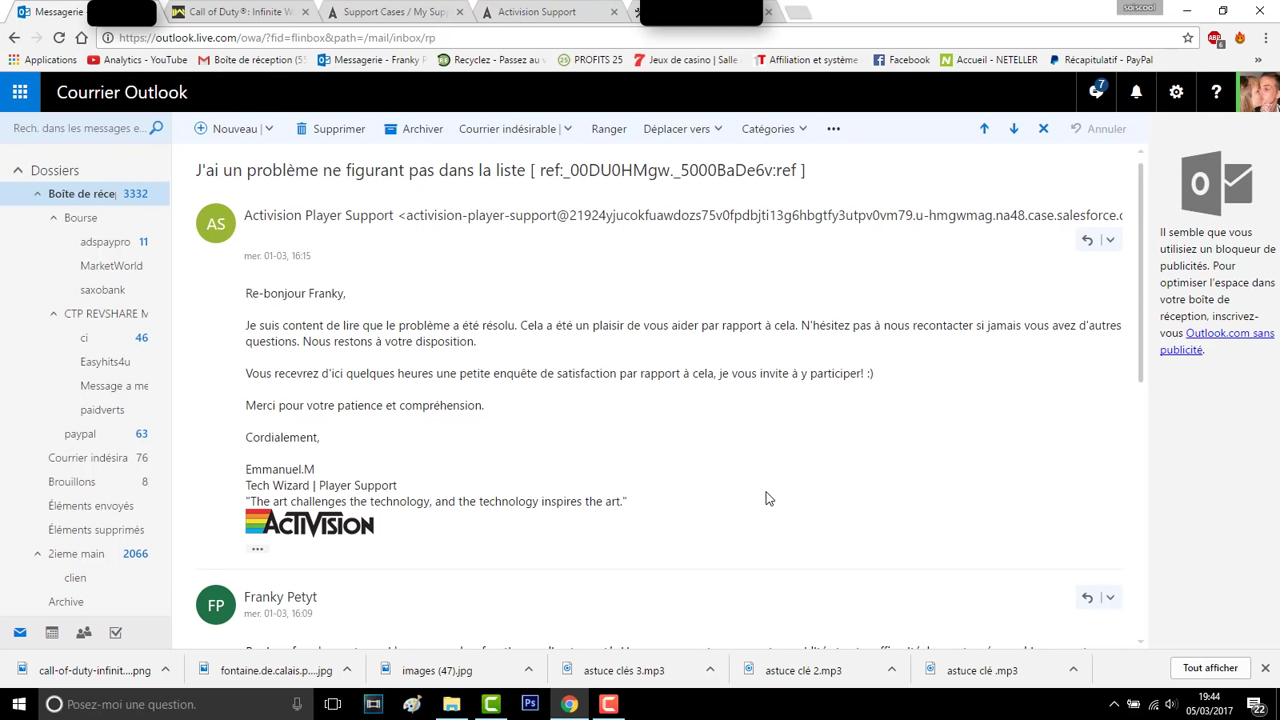 Messagerie
Call of Duty®: Infinite W
Support Cases / My Sup
Activision Support
saiscool
https://outlook.live.com/owa/?fid=flinbox&path=/mail/inbox/rp
Applications
Analytics - YouTube
Boîte de réception (55
Messagerie - Franky P
Recyclez - Passez au v
PROFITS 25
Jeux de casino | Salle
Affiliation et système
Facebook
Accueil - NETELLER
Récapitulatif - PayPal
Courrier Outlook
7
Rech. dans les messages e...
Nouveau
Supprimer
Archiver
Courrier indésirable
Ranger
Déplacer vers
Catégories
Annuler
Dossiers
Boîte de récep 3332
Bourse
adspaypro 11
MarketWorld
saxobank
CTP REVSHARE M
ci 46
Easyhits4u
Message a me
paidverts
paypal 63
Courrier indésira 76
Brouillons 8
Éléments envoyés
Éléments supprimés
2ieme main 2066
clien
Archive
J'ai un problème ne figurant pas dans la liste [ ref:_00DU0HMgw._5000BaDe6v:ref ]
AS
Activision Player Support <activision-player-support@21924yjucokfuawdozs75v0fpdbjti13g6hbgtfy3utpv0vm79.u-hmgwmag.na48.case.salesforce.c
mer. 01-03, 16:15
Re-bonjour Franky,
Je suis content de lire que le problème a été résolu. Cela a été un plaisir de vous aider par rapport à cela. N'hésitez pas à nous recontacter si jamais vous avez d'autres
questions. Nous restons à votre disposition.
Vous recevrez d'ici quelques heures une petite enquête de satisfaction par rapport à cela, je vous invite à y participer! :)
Merci pour votre patience et compréhension.
Cordialement,
Emmanuel.M
Tech Wizard | Player Support
"The art challenges the technology, and the technology inspires the art."
ACTIVISION
FP
Franky Petyt
mer. 01-03, 16:09
Il semble que vous
utilisiez un bloqueur de
publicités. Pour
optimiser l'espace dans
votre boîte de
réception, inscrivez-
vous Outlook.com sans
publicité.
call-of-duty-infinit....png
fontaine.de.calais.p....jpg
images (47).jpg
astuce clés 3.mp3
astuce clé 2.mp3
astuce clé .mp3
Tout afficher
Posez-moi une question.
Ps
19:44
05/03/2017
22